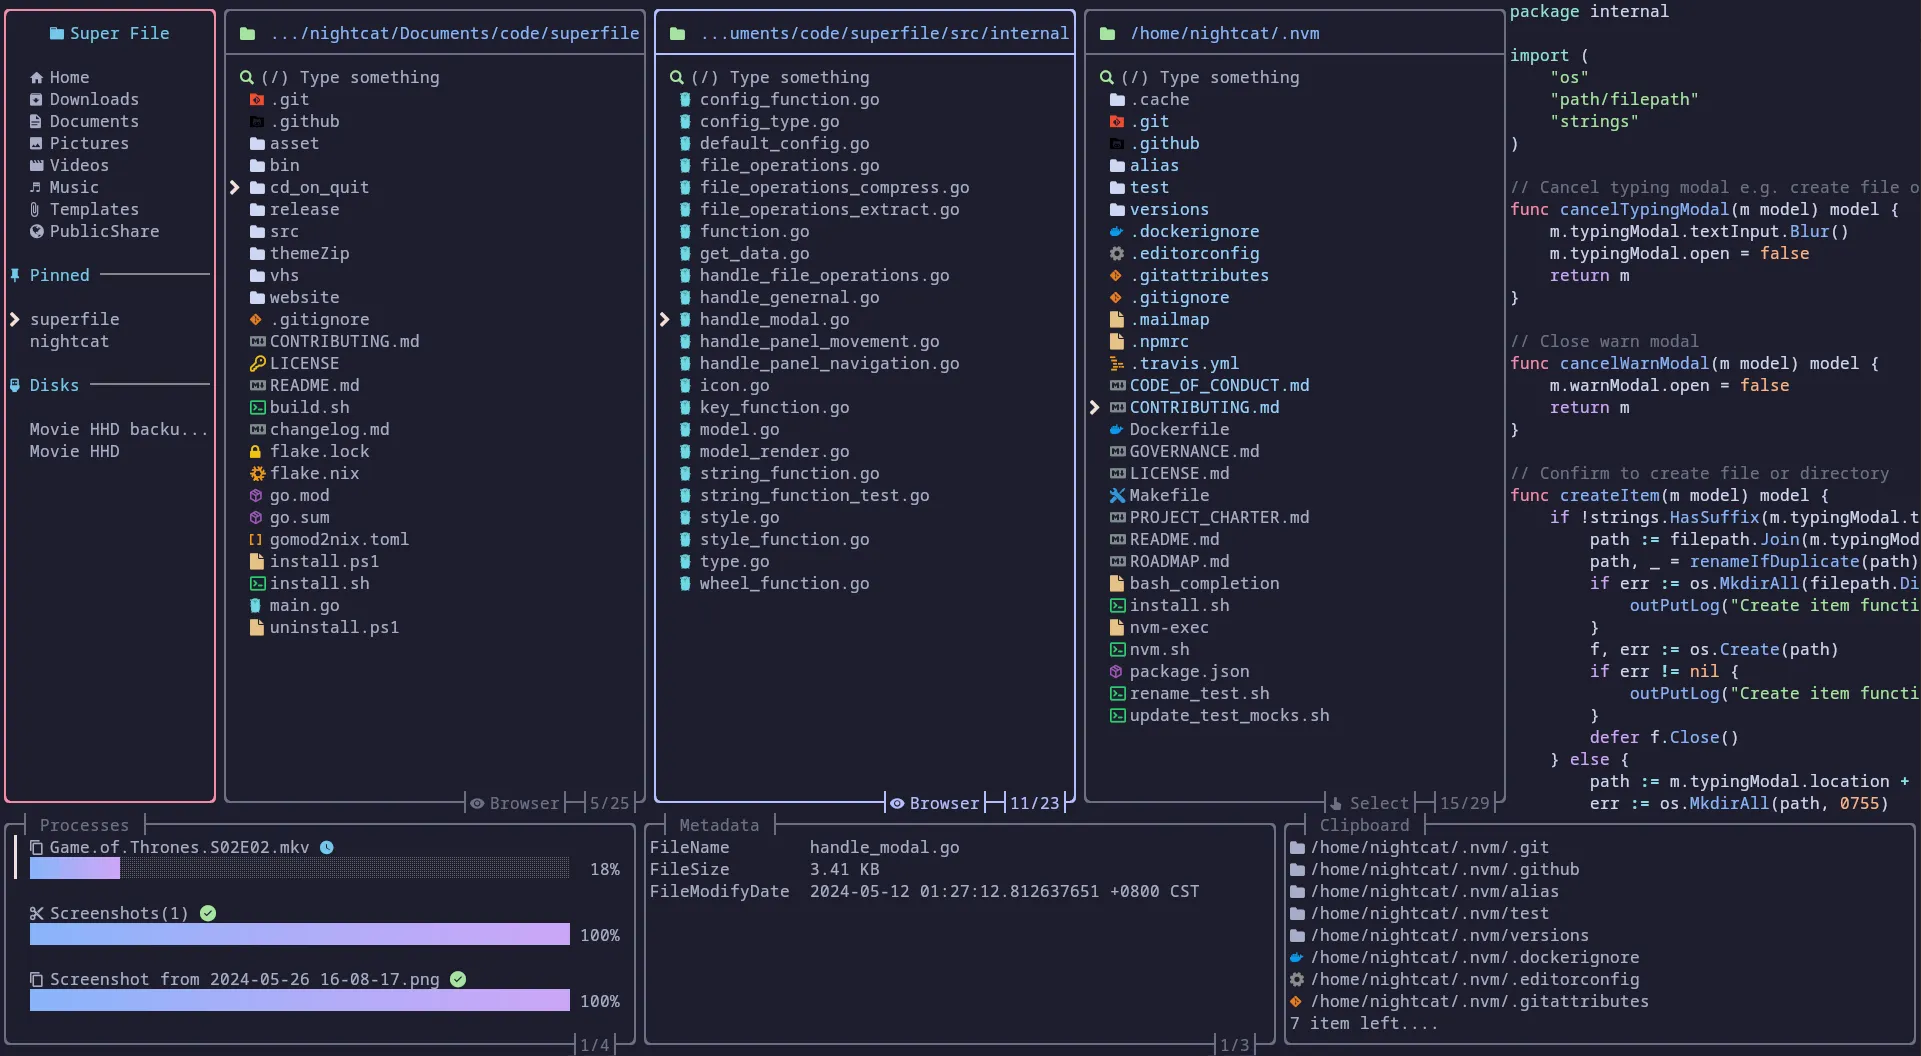 Super File
Home
Downloads
Documents
Pictures
Videos
Music
Templates
PublicShare
Pinned
superfile
nightcat
Disks
Movie HHD backu...
Movie HHD
.../nightcat/Documents/code/superfile
(/) Type something
.git
.github
asset
bin
cd_on_quit
release
src
themeZip
vhs
website
.gitignore
CONTRIBUTING.md
LICENSE
README.md
build.sh
changelog.md
flake.lock
flake.nix
go.mod
go.sum
gomod2nix.toml
install.ps1
install.sh
main.go
uninstall.ps1
Browser 5/25
...uments/code/superfile/src/internal
(/) Type something
config_function.go
config_type.go
default_config.go
file_operations.go
file_operations_compress.go
file_operations_extract.go
function.go
get_data.go
handle_file_operations.go
handle_genernal.go
handle_modal.go
handle_panel_movement.go
handle_panel_navigation.go
icon.go
key_function.go
model.go
model_render.go
string_function.go
string_function_test.go
style.go
style_function.go
type.go
wheel_function.go
Browser 11/23
/home/nightcat/.nvm
(/) Type something
.cache
.git
.github
alias
test
versions
.dockerignore
.editorconfig
.gitattributes
.gitignore
.mailmap
.npmrc
.travis.yml
CODE_OF_CONDUCT.md
CONTRIBUTING.md
Dockerfile
GOVERNANCE.md
LICENSE.md
Makefile
PROJECT_CHARTER.md
README.md
ROADMAP.md
bash_completion
install.sh
nvm-exec
nvm.sh
package.json
rename_test.sh
update_test_mocks.sh
Select 15/29
package internal
import (
"os"
"path/filepath"
"strings"
)
// Cancel typing modal e.g. create file o
func cancelTypingModal(m model) model {
m.typingModal.textInput.Blur()
m.typingModal.open = false
return m
}
// Close warn modal
func cancelWarnModal(m model) model {
m.warnModal.open = false
return m
}
// Confirm to create file or directory
func createItem(m model) model {
if !strings.HasSuffix(m.typingModal.t
path := filepath.Join(m.typingMod
path, _ = renameIfDuplicate(path)
if err := os.MkdirAll(filepath.Di
outPutLog("Create item functi
}
f, err := os.Create(path)
if err != nil {
outPutLog("Create item functi
}
defer f.Close()
} else {
path := m.typingModal.location +
err := os.MkdirAll(path, 0755)
Processes
Game.of.Thrones.S02E02.mkv
18%
Screenshots(1)
100%
Screenshot from 2024-05-26 16-08-17.png
100%
1/4
Metadata
FileName handle_modal.go
FileSize 3.41 KB
FileModifyDate 2024-05-12 01:27:12.812637651 +0800 CST
1/3
Clipboard
/home/nightcat/.nvm/.git
/home/nightcat/.nvm/.github
/home/nightcat/.nvm/alias
/home/nightcat/.nvm/test
/home/nightcat/.nvm/versions
/home/nightcat/.nvm/.dockerignore
/home/nightcat/.nvm/.editorconfig
/home/nightcat/.nvm/.gitattributes
7 item left....